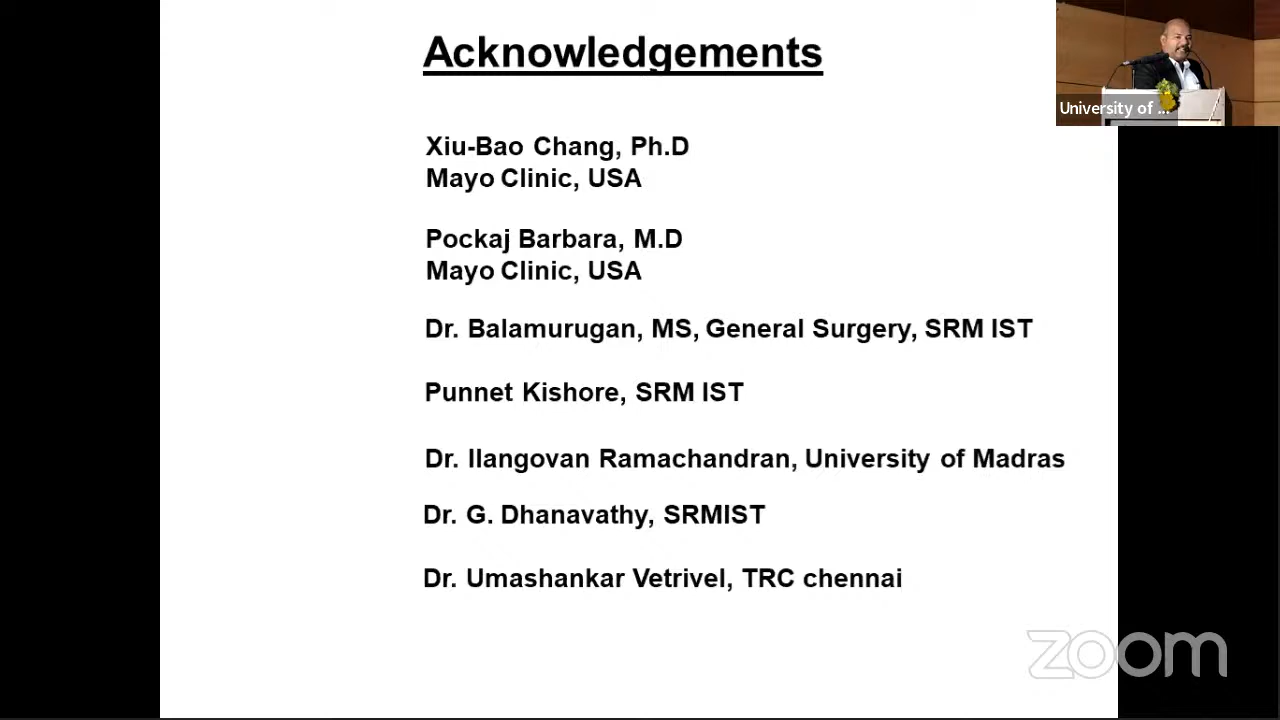 Acknowledgements
University of ...
Xiu-Bao Chang, Ph.D
Mayo Clinic, USA
Pockaj Barbara, M.D
Mayo Clinic, USA
Dr. Balamurugan, MS, General Surgery, SRM IST
Punnet Kishore, SRM IST
Dr. Ilangovan Ramachandran, University of Madras
Dr. G. Dhanavathy, SRMIST
Dr. Umashankar Vetrivel, TRC chennai
zoom